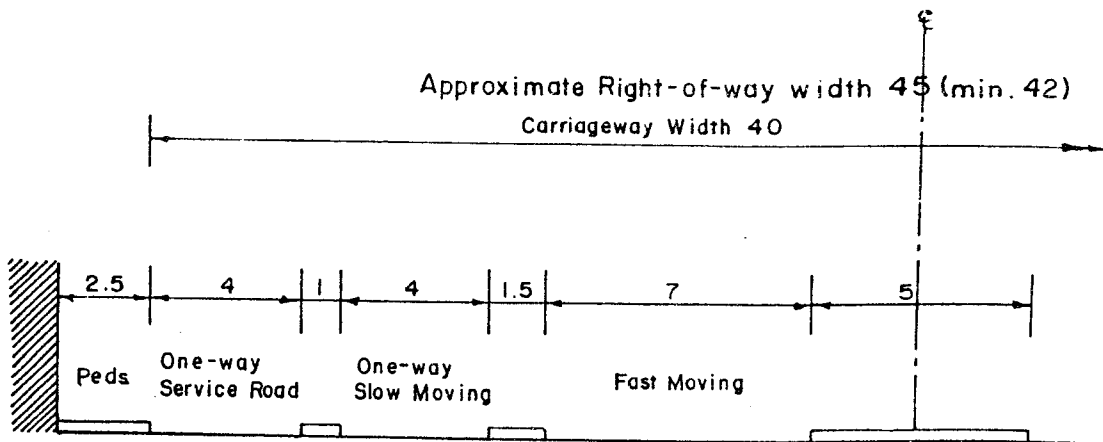 ℄
Approximate Right-of-way width 45 (min. 42)
Carriageway Width 40
2.5 4 1 4 1.5 7 5
Peds. One-way Service Road One-way Slow Moving Fast Moving